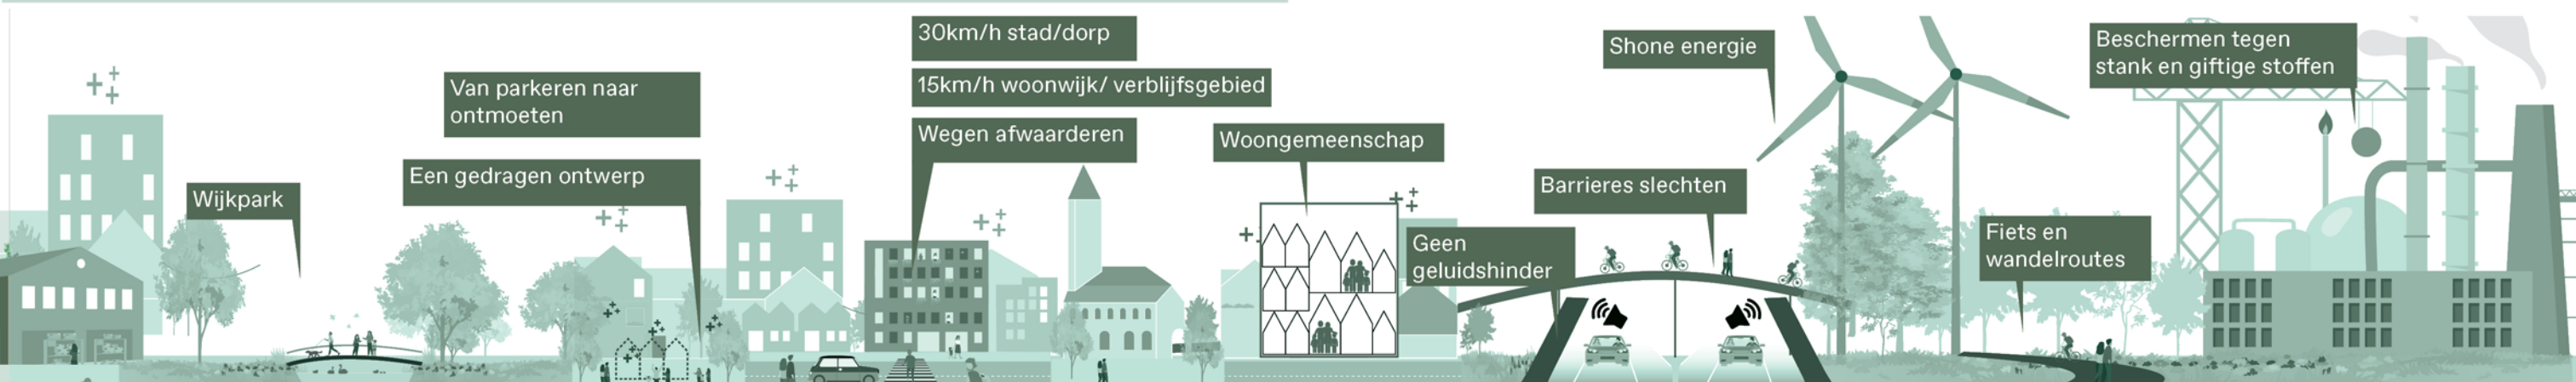 Wijkpark
Van parkeren naar
ontmoeten
Een gedragen ontwerp
30km/h stad/dorp
15km/h woonwijk/ verblijfsgebied
Wegen afwaarderen
Woongemeenschap
Geen
geluidshinder
Barrieres slechten
Shone energie
Fiets en
wandelroutes
Beschermen tegen
stank en giftige stoffen